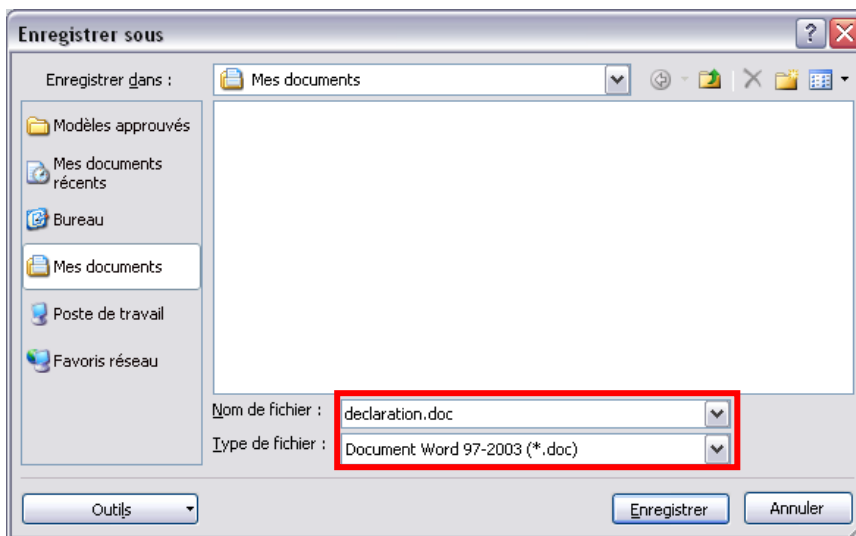 Enregistrer sous
Enregistrer dans :
Mes documents
Modèles approuvés
Mes documents
récents
Bureau
Mes documents
Poste de travail
Favoris réseau
Nom de fichier :
declaration.doc
Type de fichier :
Document Word 97-2003 (*.doc)
Outils
Enregistrer
Annuler